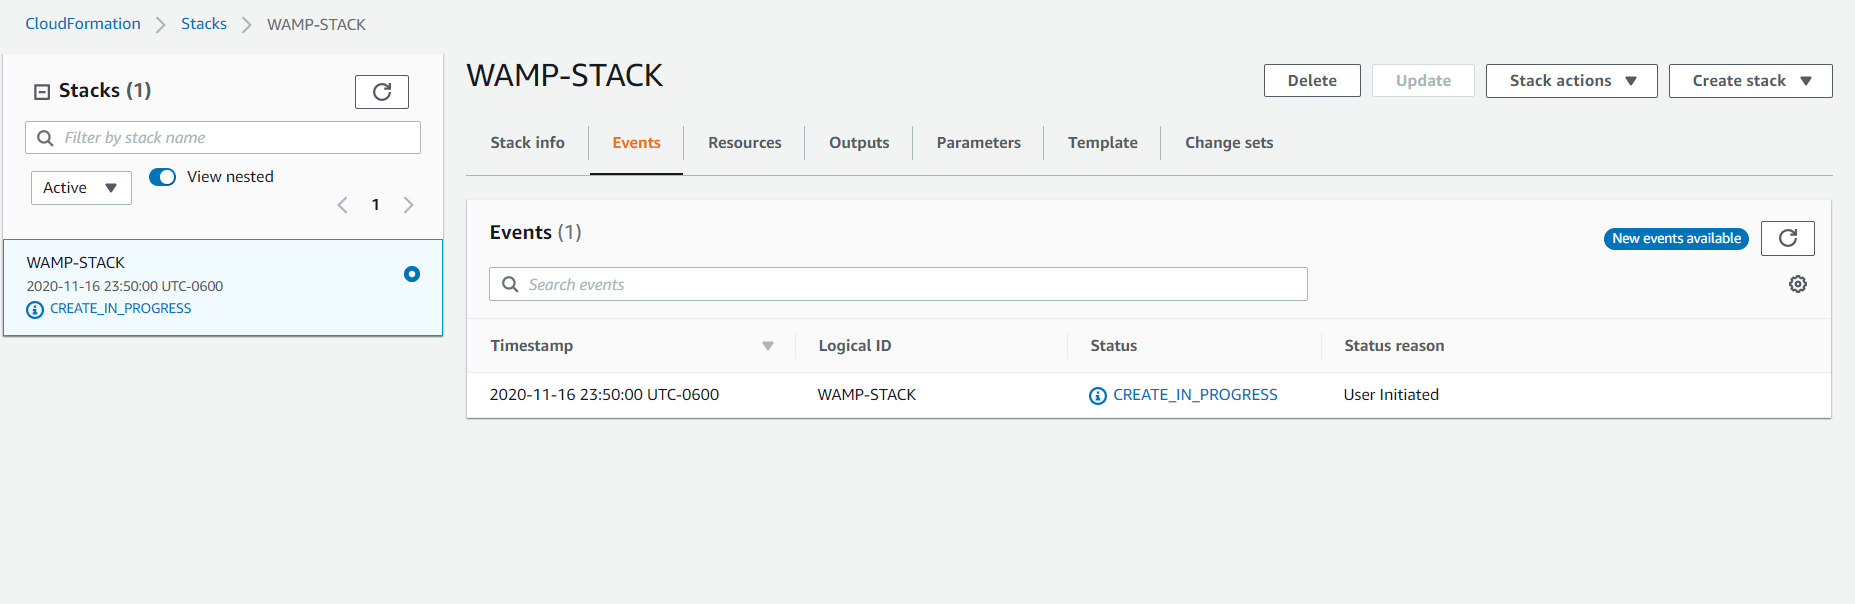 CloudFormation > Stacks > WAMP-STACK
Stacks (1)
Filter by stack name
Active View nested
1
WAMP-STACK
2020-11-16 23:50:00 UTC-0600
CREATE_IN_PROGRESS
WAMP-STACK
Delete Update Stack actions Create stack
Stack info Events Resources Outputs Parameters Template Change sets
Events (1)
New events available
Search events
Timestamp Logical ID Status Status reason
2020-11-16 23:50:00 UTC-0600 WAMP-STACK CREATE_IN_PROGRESS User Initiated